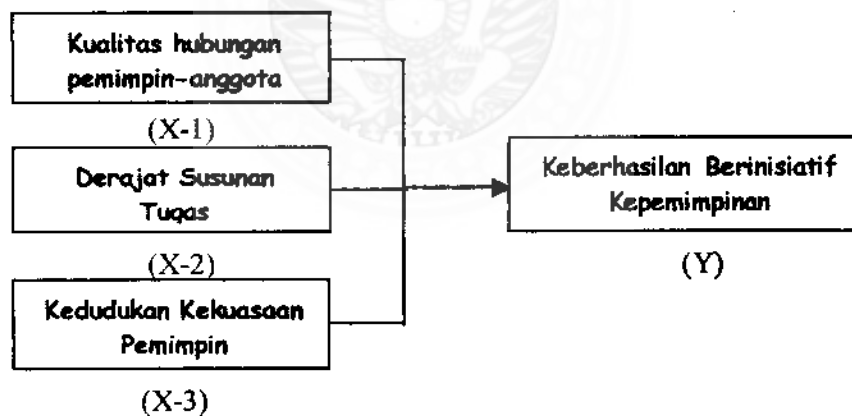 Kualitas hubungan
pemimpin-anggota
(X-1)
Derajat Susunan
Tugas
(X-2)
Kedudukan Kekuasaan
Pemimpin
(X-3)
Keberhasilan Berinisiatif
Kepemimpinan
(Y)